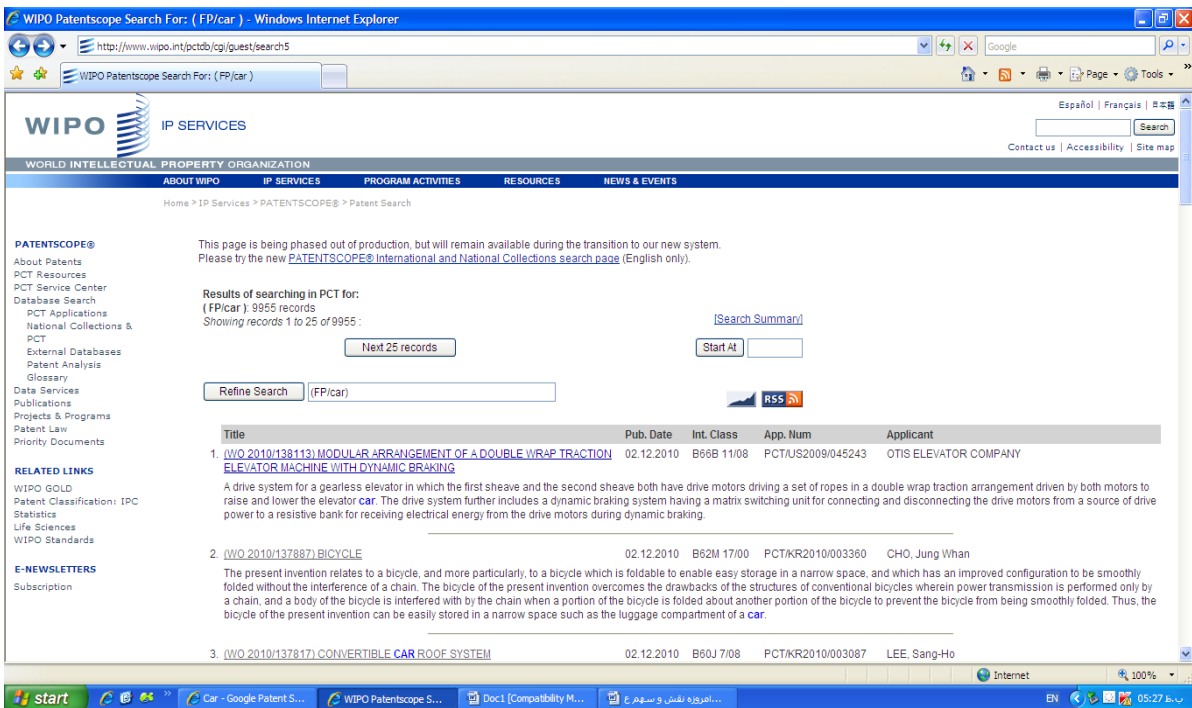 WIPO Patentscope Search For: ( FP/car ) - Windows Internet Explorer
http://www.wipo.int/pctdb/cgi/guest/search5
Google
WIPO Patentscope Search For: ( FP/car )
Page
Tools
»
Español | Français | 日本語
WIPO
IP SERVICES
Search
Contact us | Accessibility | Site map
WORLD INTELLECTUAL PROPERTY ORGANIZATION
ABOUT WIPO IP SERVICES PROGRAM ACTIVITIES RESOURCES NEWS & EVENTS
Home > IP Services > PATENTSCOPE® > Patent Search
PATENTSCOPE®
About Patents
PCT Resources
PCT Service Center
Database Search
PCT Applications
National Collections &
PCT
External Databases
Patent Analysis
Glossary
Data Services
Publications
Projects & Programs
Patent Law
Priority Documents
RELATED LINKS
WIPO GOLD
Patent Classification: IPC
Statistics
Life Sciences
WIPO Standards
E-NEWSLETTERS
Subscription
This page is being phased out of production, but will remain available during the transition to our new system.
Please try the new PATENTSCOPE® International and National Collections search page (English only).
Results of searching in PCT for:
( FP/car ): 9955 records
Showing records 1 to 25 of 9955 :
[Search Summary]
Next 25 records
Start At
Refine Search
(FP/car)
RSS
Title Pub. Date Int. Class App. Num Applicant
1. (WO 2010/138113) MODULAR ARRANGEMENT OF A DOUBLE WRAP TRACTION 02.12.2010 B66B 11/08 PCT/US2009/045243 OTIS ELEVATOR COMPANY
ELEVATOR MACHINE WITH DYNAMIC BRAKING
A drive system for a gearless elevator in which the first sheave and the second sheave both have drive motors driving a set of ropes in a double wrap traction arrangement driven by both motors to
raise and lower the elevator car. The drive system further includes a dynamic braking system having a matrix switching unit for connecting and disconnecting the drive motors from a source of drive
power to a resistive bank for receiving electrical energy from the drive motors during dynamic braking.
2. (WO 2010/137887) BICYCLE 02.12.2010 B62M 17/00 PCT/KR2010/003360 CHO, Jung Whan
The present invention relates to a bicycle, and more particularly, to a bicycle which is foldable to enable easy storage in a narrow space, and which has an improved configuration to be smoothly
folded without the interference of a chain. The bicycle of the present invention overcomes the drawbacks of the structures of conventional bicycles wherein power transmission is performed only by
a chain, and a body of the bicycle is interfered with by the chain when a portion of the bicycle is folded about another portion of the bicycle to prevent the bicycle from being smoothly folded. Thus, the
bicycle of the present invention can be easily stored in a narrow space such as the luggage compartment of a car.
3. (WO 2010/137817) CONVERTIBLE CAR ROOF SYSTEM 02.12.2010 B60J 7/08 PCT/KR2010/003087 LEE, Sang-Ho
Internet
100%
start
»
Car - Google Patent S...
WIPO Patentscope S...
Doc1 [Compatibility M...
امروزه نقش و سهم ع...
EN
05:27 ب.ظ